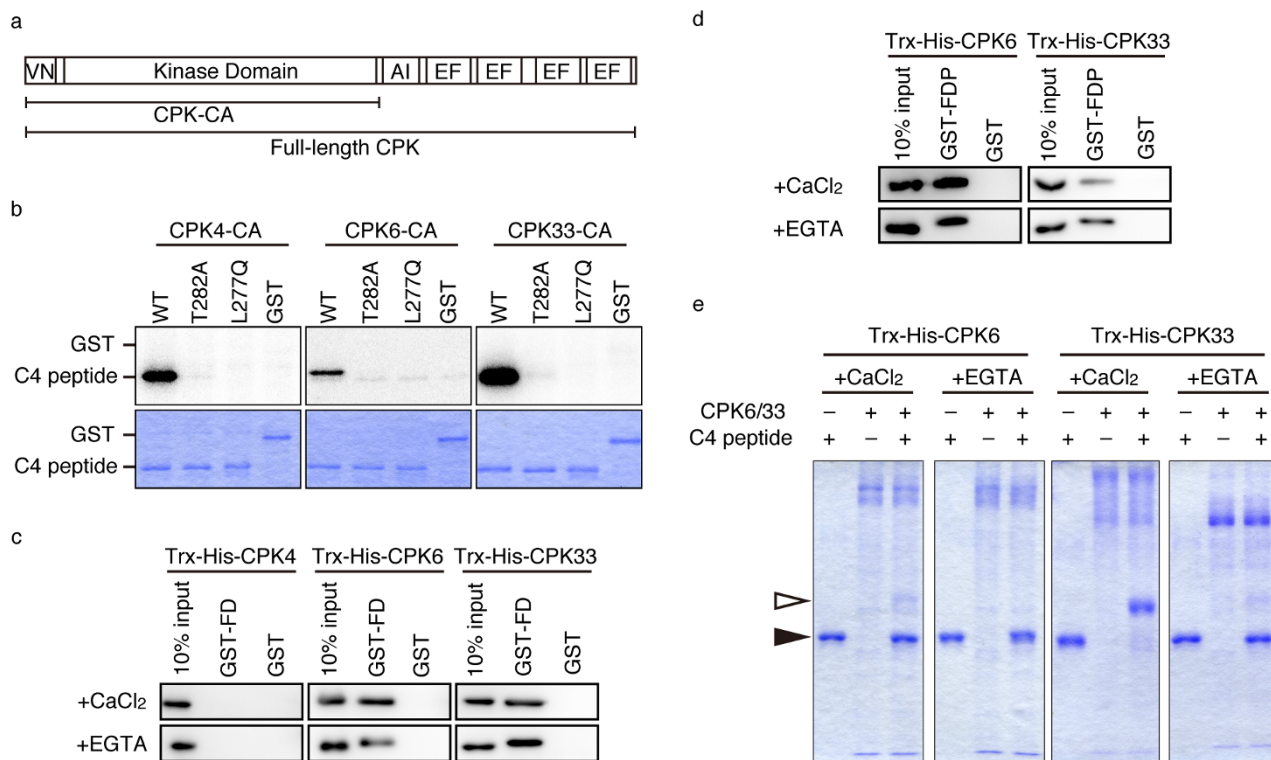 a
VN Kinase Domain AI EF EF EF EF
CPK-CA
Full-length CPK
b
CPK4-CA CPK6-CA CPK33-CA
WT T282A L277Q GST WT T282A L277Q GST WT T282A L277Q GST
GST
C4 peptide
GST
C4 peptide
c
Trx-His-CPK4 Trx-His-CPK6 Trx-His-CPK33
10% input GST-FD GST 10% input GST-FD GST 10% input GST-FD GST
+CaCl2
+EGTA
d
Trx-His-CPK6 Trx-His-CPK33
10% input GST-FDP GST 10% input GST-FDP GST
+CaCl2
+EGTA
e
Trx-His-CPK6 Trx-His-CPK33
+CaCl2 +EGTA +CaCl2 +EGTA
CPK6/33 – + + – + + – + + – + +
C4 peptide + – + + – + + – + + – +